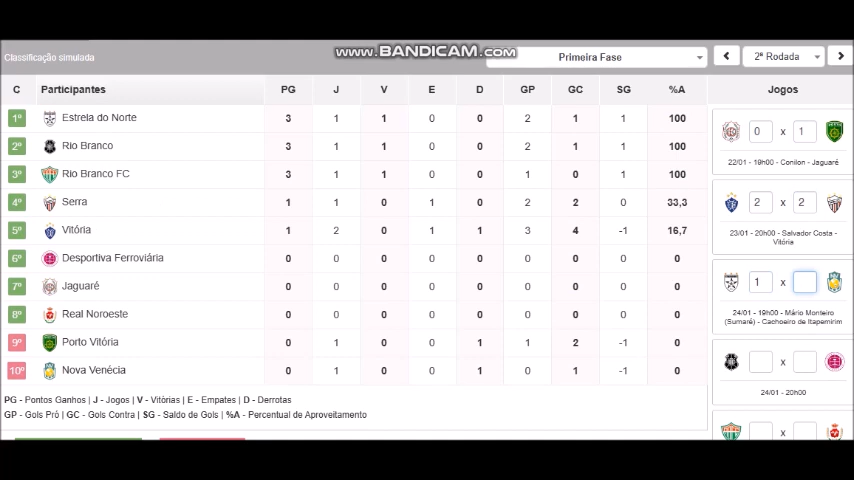 www.BANDICAM.com
Classificação simulada
Primeira Fase
2ª Rodada
C Participantes PG J V E D GP GC SG %A
1º Estrela do Norte 3 1 1 0 0 2 1 1 100
2º Rio Branco 3 1 1 0 0 2 1 1 100
3º Rio Branco FC 3 1 1 0 0 1 0 1 100
4º Serra 1 1 0 1 0 2 2 0 33,3
5º Vitória 1 2 0 1 1 3 4 -1 16,7
6º Desportiva Ferroviária 0 0 0 0 0 0 0 0 0
7º Jaguaré 0 0 0 0 0 0 0 0 0
8º Real Noroeste 0 0 0 0 0 0 0 0 0
9º Porto Vitória 0 1 0 0 1 1 2 -1 0
10º Nova Venécia 0 1 0 0 1 0 1 -1 0
PG - Pontos Ganhos | J - Jogos | V - Vitórias | E - Empates | D - Derrotas
GP - Gols Pró | GC - Gols Contra | SG - Saldo de Gols | %A - Percentual de Aproveitamento
Jogos
0 x 1
22/01 - 19h00 - Conilon - Jaguaré
2 x 2
23/01 - 20h00 - Salvador Costa -
Vitória
1 x
24/01 - 19h00 - Mário Monteiro
(Sumaré) - Cachoeiro de Itapemirim
x
24/01 - 20h00
x